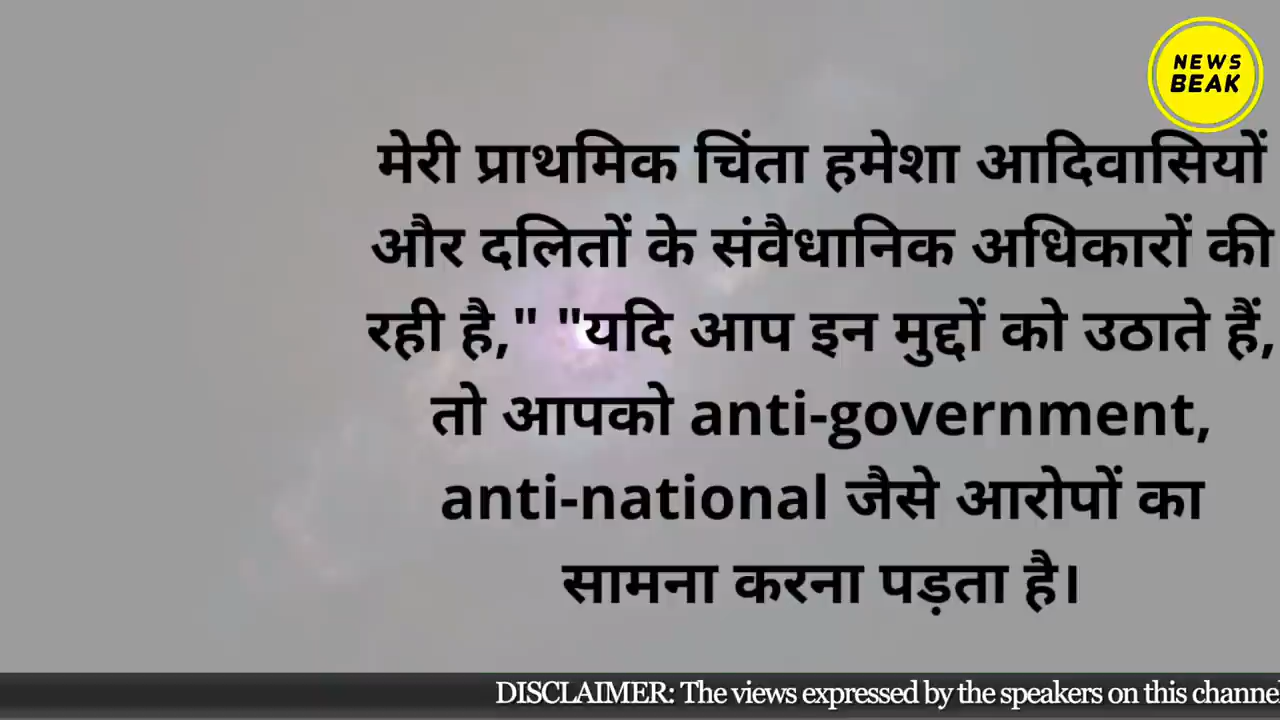 NEWS
BEAK
मेरी प्राथमिक चिंता हमेशा आदिवासियों
और दलितों के संवैधानिक अधिकारों की
रही है," "यदि आप इन मुद्दों को उठाते हैं,
तो आपको anti-government,
anti-national जैसे आरोपों का
सामना करना पड़ता है।
DISCLAIMER: The views expressed by the speakers on this channel